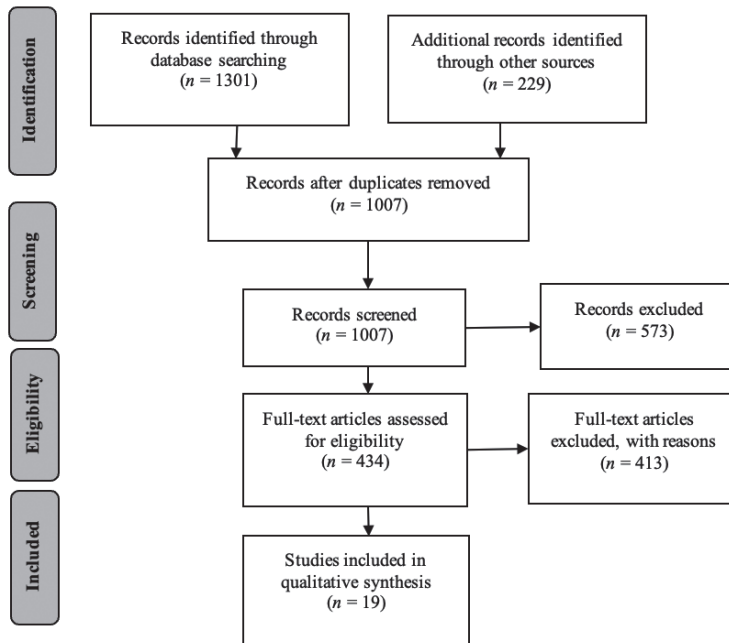 Identification
Records identified through
database searching
(n = 1301)
Additional records identified
through other sources
(n = 229)
Records after duplicates removed
(n = 1007)
Screening
Records screened
(n = 1007)
Records excluded
(n = 573)
Eligibility
Full-text articles assessed
for eligibility
(n = 434)
Full-text articles
excluded, with reasons
(n = 413)
Included
Studies included in
qualitative synthesis
(n = 19)